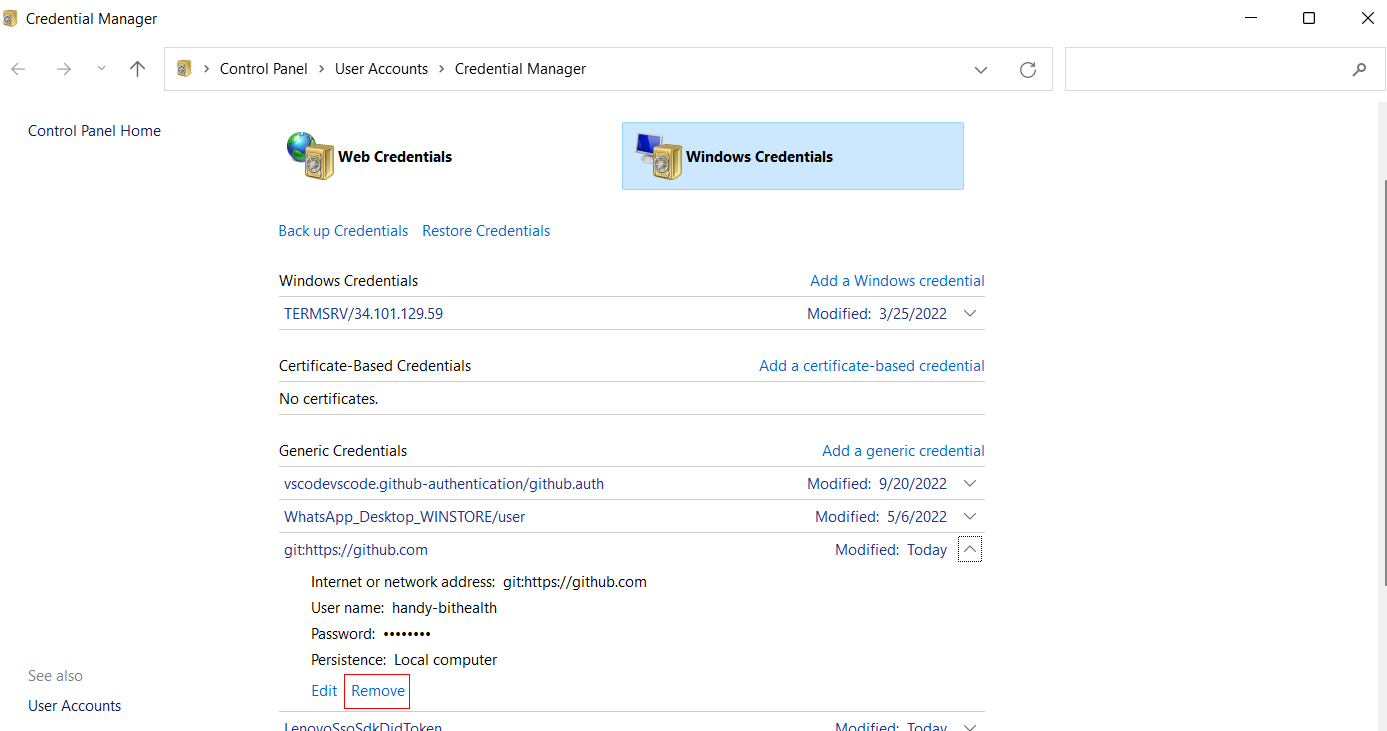 Credential Manager
Control Panel User Accounts Credential Manager
Control Panel Home
Web Credentials Windows Credentials
Back up Credentials Restore Credentials
Windows Credentials Add a Windows credential
TERMSRV/34.101.129.59 Modified: 3/25/2022
Certificate-Based Credentials Add a certificate-based credential
No certificates.
Generic Credentials Add a generic credential
vscodevscode.github-authentication/github.auth Modified: 9/20/2022
WhatsApp_Desktop_WINSTORE/user Modified: 5/6/2022
git:https://github.com Modified: Today
Internet or network address: git:https://github.com
User name: handy-bithealth
Password: ••••••••
Persistence: Local computer
Edit Remove
LenovoSsoSdkDidToken Modified: Today
See also
User Accounts